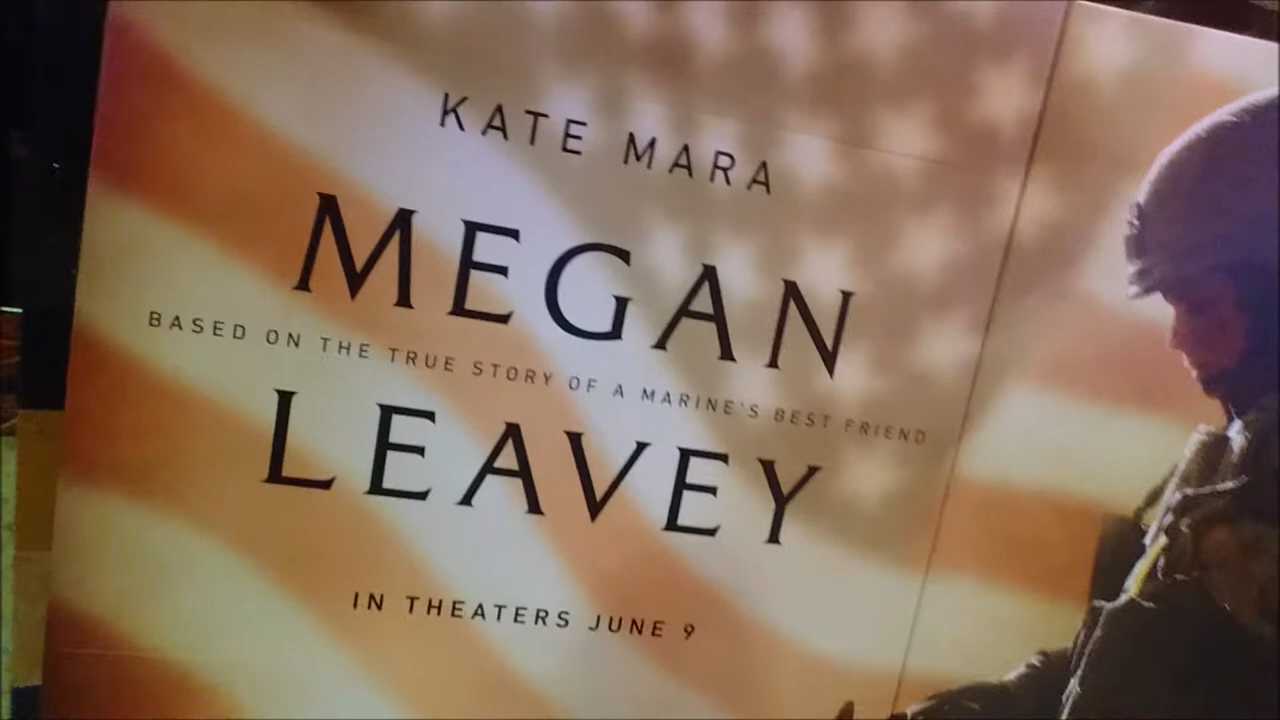 KATE MARA
MEGAN
BASED ON THE TRUE STORY OF A MARINE'S BEST FRIEND
LEAVEY
IN THEATERS JUNE 9